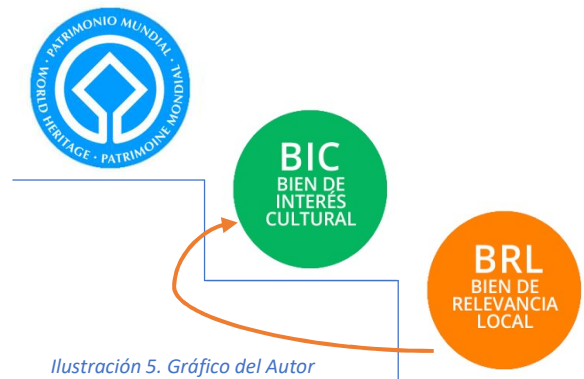 PATRIMONIO MUNDIAL · WORLD HERITAGE · PATRIMOINE MONDIAL ·
BIC
BIEN DE
INTERÉS
CULTURAL
BRL
BIEN DE
RELEVANCIA
LOCAL
Ilustración 5. Gráfico del Autor